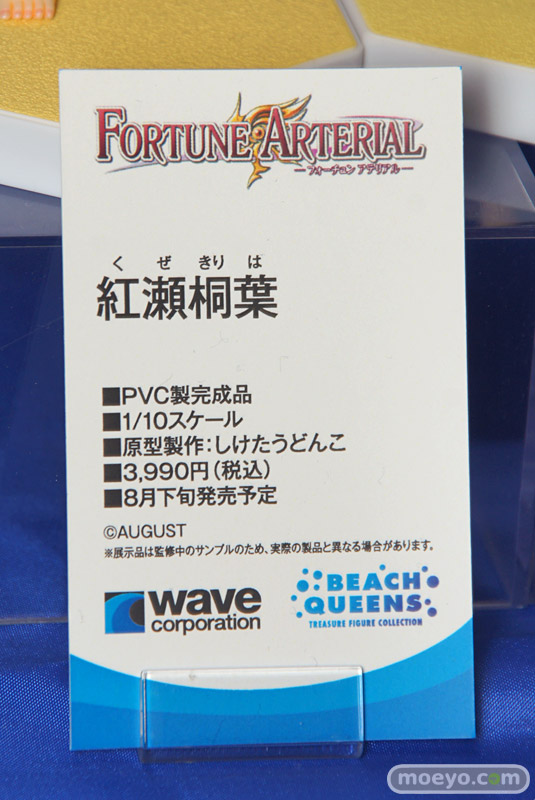 FORTUNE ARTERIAL
―フォーチュン アテリアル―
く ぜ きり は
紅瀬桐葉
■PVC製完成品
■1/10スケール
■原型製作：しけたうどんこ
■3,990円（税込）
■8月下旬発売予定
©AUGUST
※展示品は監修中のサンプルのため、実際の製品と異なる場合があります。
wave
corporation
BEACH
QUEENS
TREASURE FIGURE COLLECTION
moeyo.com